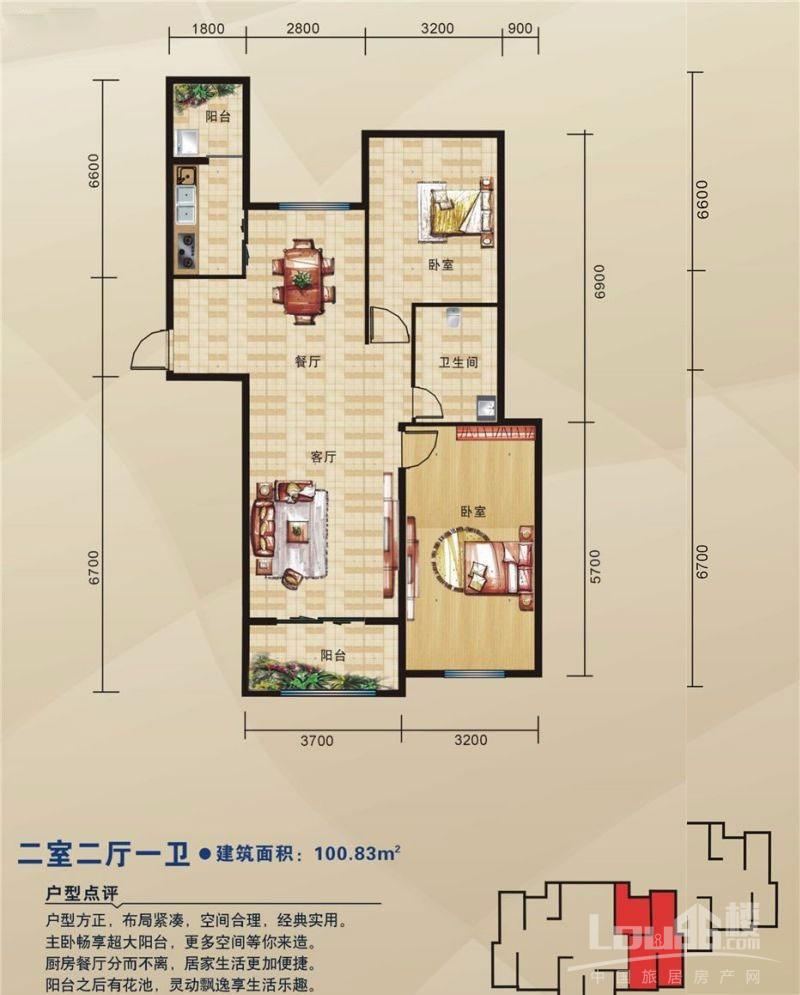 1800 2800 3200 900
阳台
6600
6600
卧室
6900
餐厅
卫生间
客厅
卧室
6700
5700
6700
阳台
3700 3200
二室二厅一卫 ● 建筑面积：100.83m²
户型点评
户型方正，布局紧凑，空间合理，经典实用。
主卧畅享超大阳台，更多空间等你来造。
厨房餐厅分而不离，居家生活更加便捷。
阳台之后有花池，灵动飘逸享生活乐趣。
楼
.com
中国旅居房产网